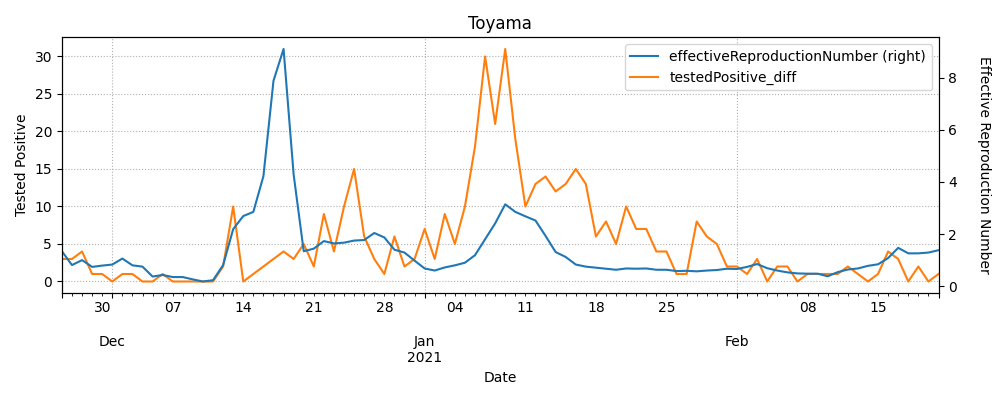 Toyama
effectiveReproductionNumber (right)
testedPositive_diff
Tested Positive
30
25
20
15
10
5
0
Effective Reproduction Number
8
6
4
2
0
30 07 14 21 28 04 11 18 25 08 15
Dec Jan Feb
2021
Date